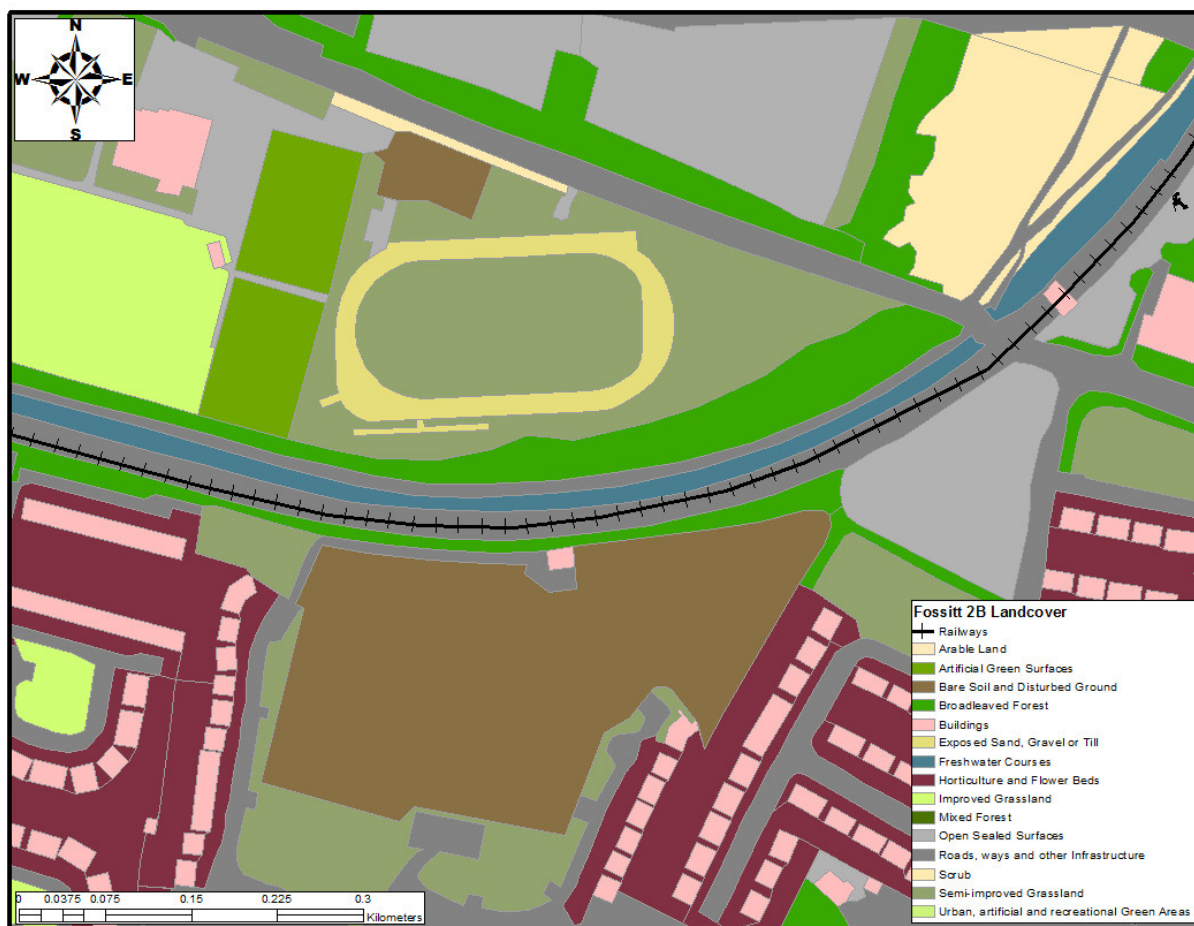 N
W E
S
Fossitt 2B Landcover
Railways
Arable Land
Artificial Green Surfaces
Bare Soil and Disturbed Ground
Broadleaved Forest
Buildings
Exposed Sand, Gravel or Till
Freshwater Courses
Horticulture and Flower Beds
Improved Grassland
Mixed Forest
Open Sealed Surfaces
Roads, ways and other Infrastructure
Scrub
Semi-improved Grassland
Urban, artificial and recreational Green Areas
0 0.0375 0.075 0.15 0.225 0.3
Kilometers